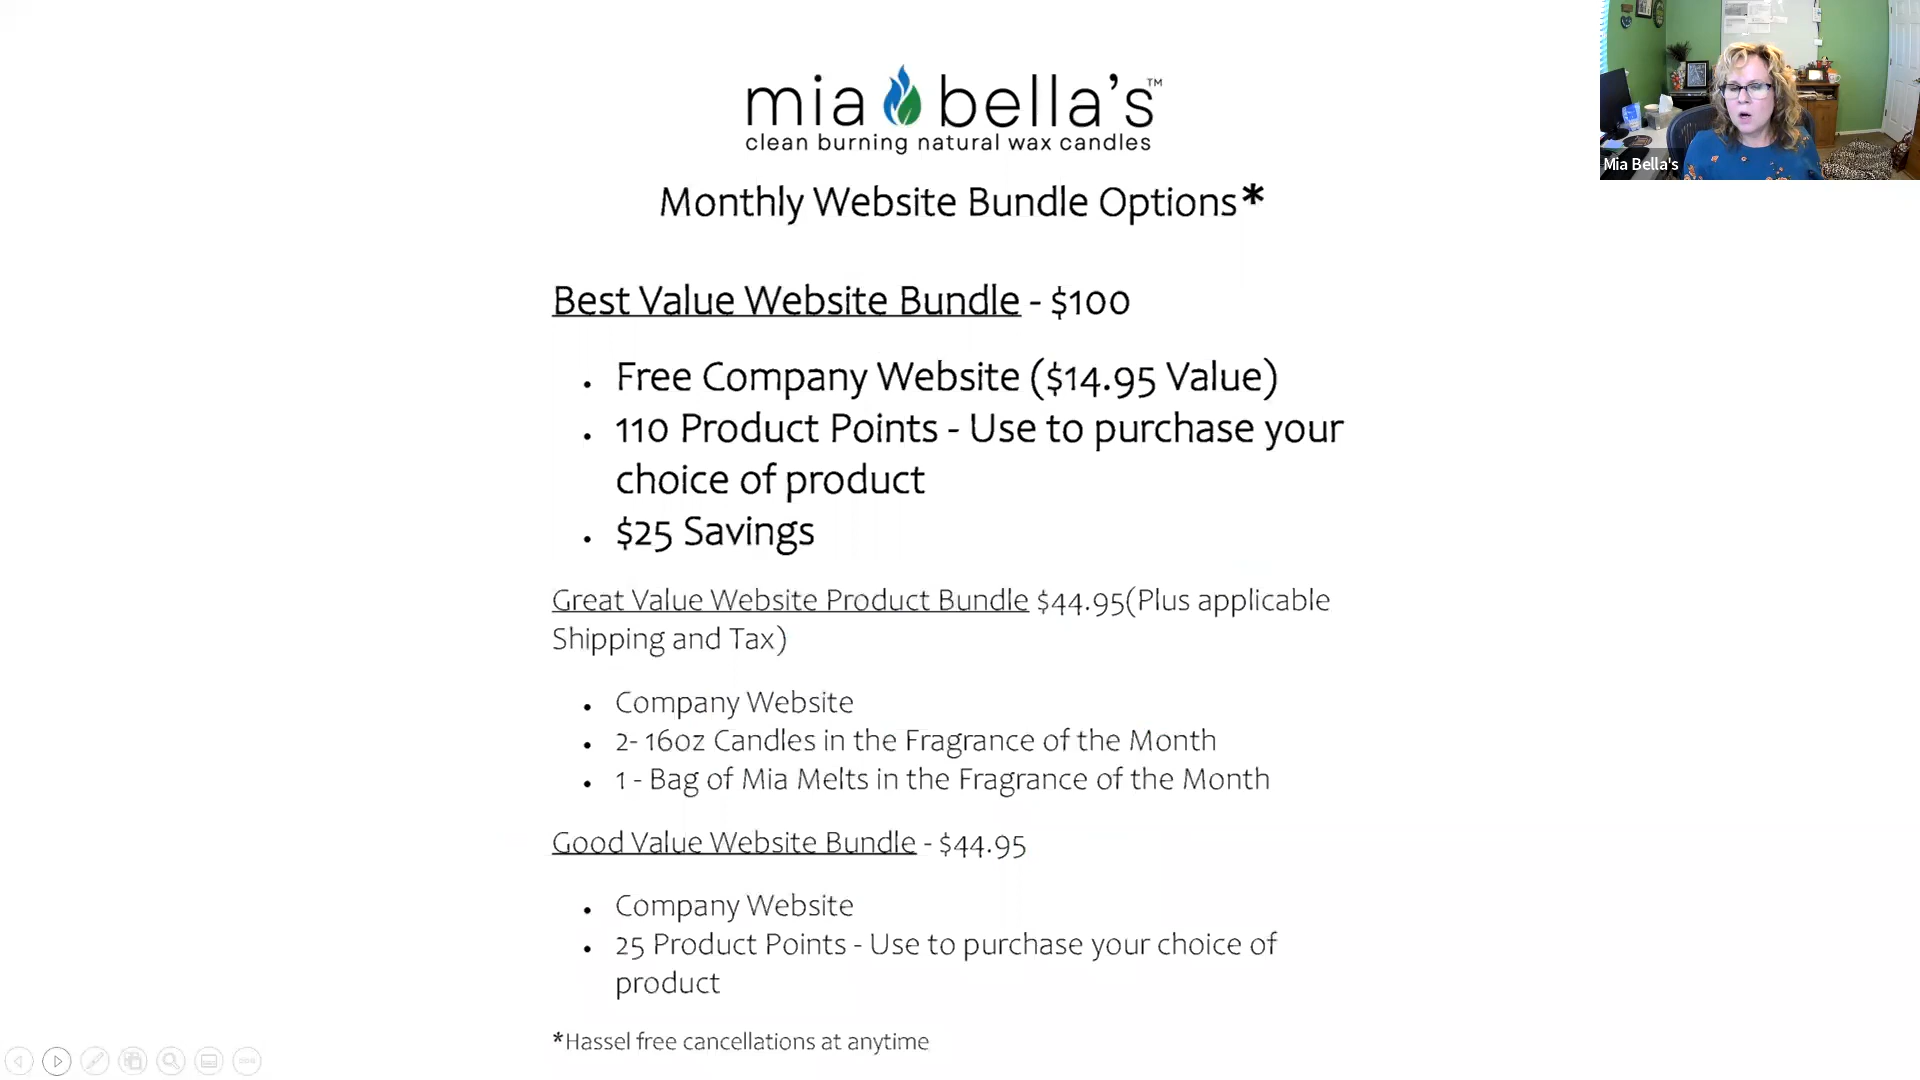 mia bella's™
clean burning natural wax candles
Mia Bella's
Monthly Website Bundle Options*
Best Value Website Bundle - $100
• Free Company Website ($14.95 Value)
• 110 Product Points - Use to purchase your
choice of product
• $25 Savings
Great Value Website Product Bundle $44.95(Plus applicable
Shipping and Tax)
• Company Website
• 2- 16oz Candles in the Fragrance of the Month
• 1 - Bag of Mia Melts in the Fragrance of the Month
Good Value Website Bundle - $44.95
• Company Website
• 25 Product Points - Use to purchase your choice of
product
*Hassel free cancellations at anytime